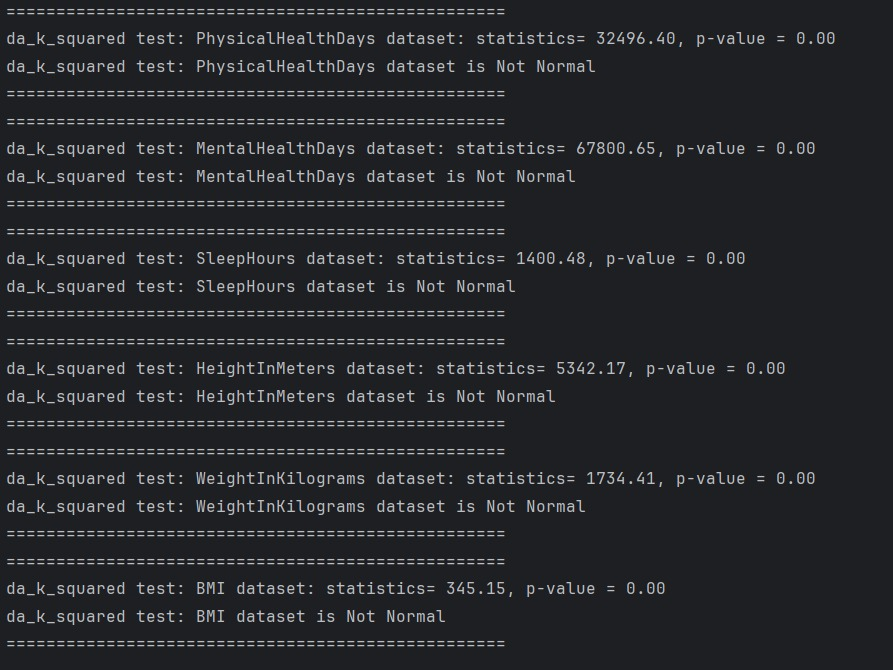 ==================================================
da_k_squared test: PhysicalHealthDays dataset: statistics= 32496.40, p-value = 0.00
da_k_squared test: PhysicalHealthDays dataset is Not Normal
==================================================
==================================================
da_k_squared test: MentalHealthDays dataset: statistics= 67800.65, p-value = 0.00
da_k_squared test: MentalHealthDays dataset is Not Normal
==================================================
==================================================
da_k_squared test: SleepHours dataset: statistics= 1400.48, p-value = 0.00
da_k_squared test: SleepHours dataset is Not Normal
==================================================
==================================================
da_k_squared test: HeightInMeters dataset: statistics= 5342.17, p-value = 0.00
da_k_squared test: HeightInMeters dataset is Not Normal
==================================================
==================================================
da_k_squared test: WeightInKilograms dataset: statistics= 1734.41, p-value = 0.00
da_k_squared test: WeightInKilograms dataset is Not Normal
==================================================
==================================================
da_k_squared test: BMI dataset: statistics= 345.15, p-value = 0.00
da_k_squared test: BMI dataset is Not Normal
==================================================